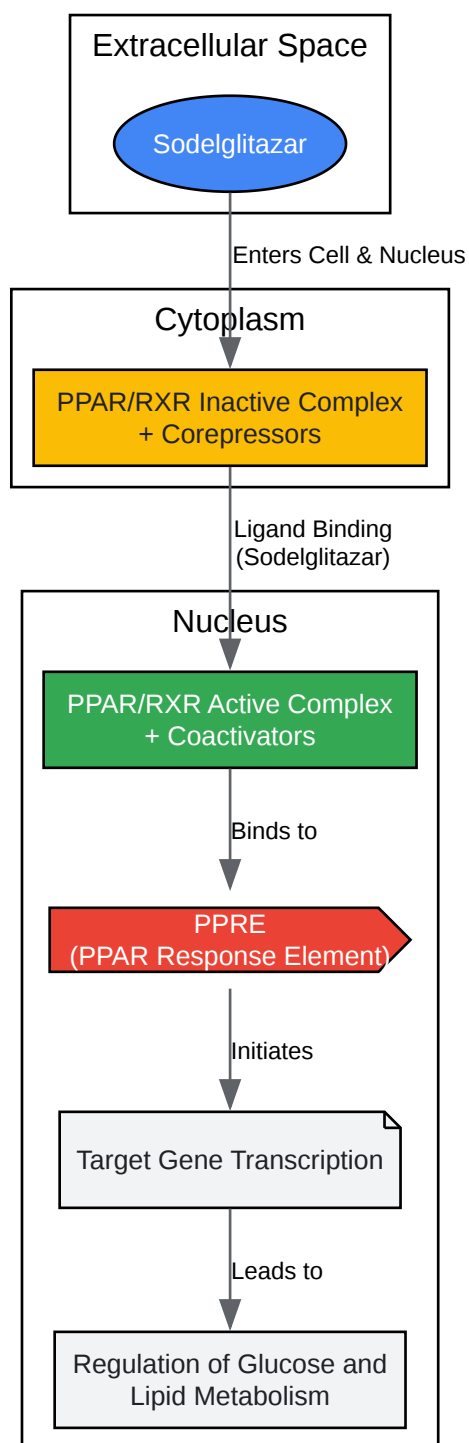 Extracellular Space
Sodelglitazar
Enters Cell & Nucleus
Cytoplasm
PPAR/RXR Inactive Complex
+ Corepressors
Ligand Binding
(Sodelglitazar)
Nucleus
PPAR/RXR Active Complex
+ Coactivators
Binds to
PPRE
(PPAR Response Element)
Initiates
Target Gene Transcription
Leads to
Regulation of Glucose and
Lipid Metabolism